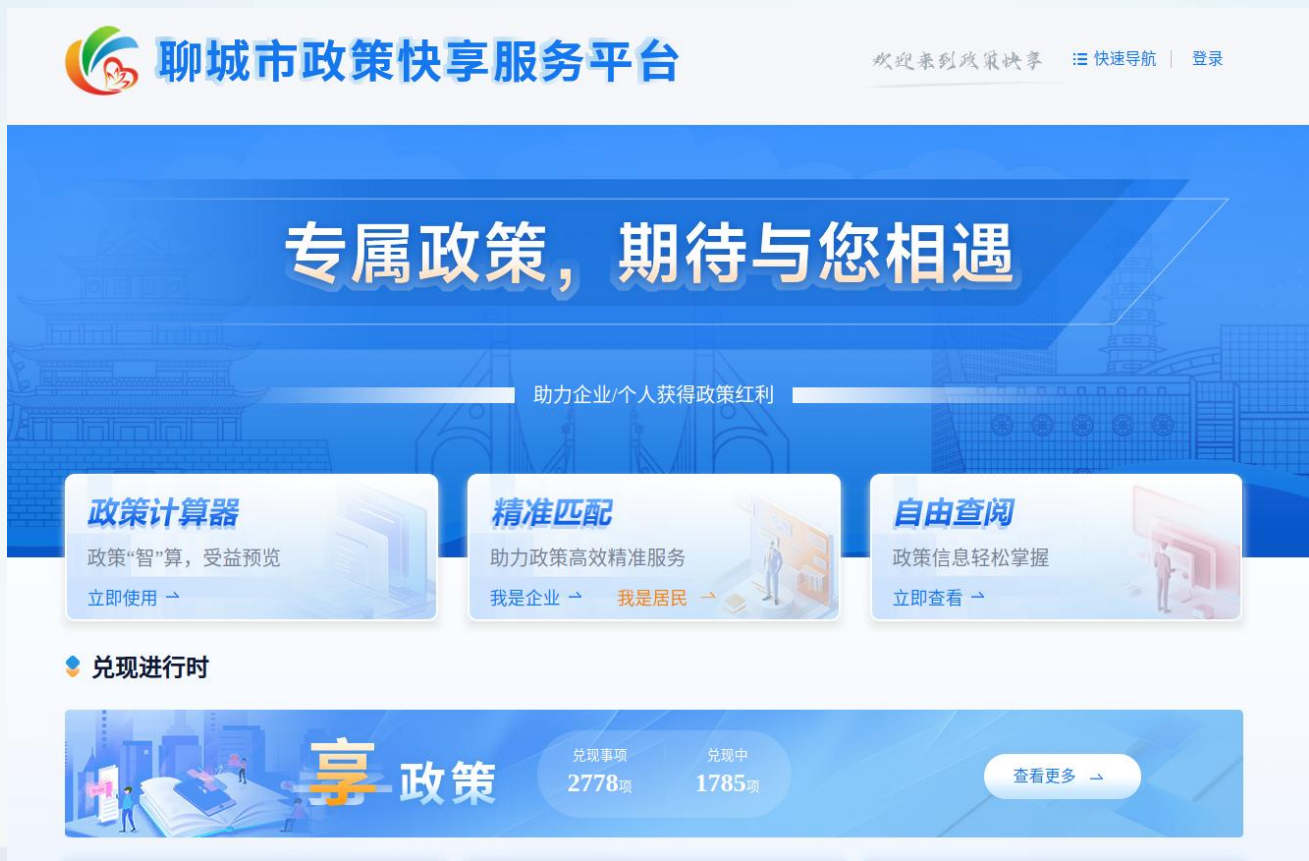 聊城市政策快享服务平台
欢迎来到政策快享
快速导航
登录
专属政策，期待与您相遇
助力企业/个人获得政策红利
政策计算器
政策“智”算，受益预览
立即使用
精准匹配
助力政策高效精准服务
我是企业 我是居民
自由查阅
政策信息轻松掌握
立即查看
兑现进行时
享政策
兑现事项
2778项
兑现中
1785项
查看更多